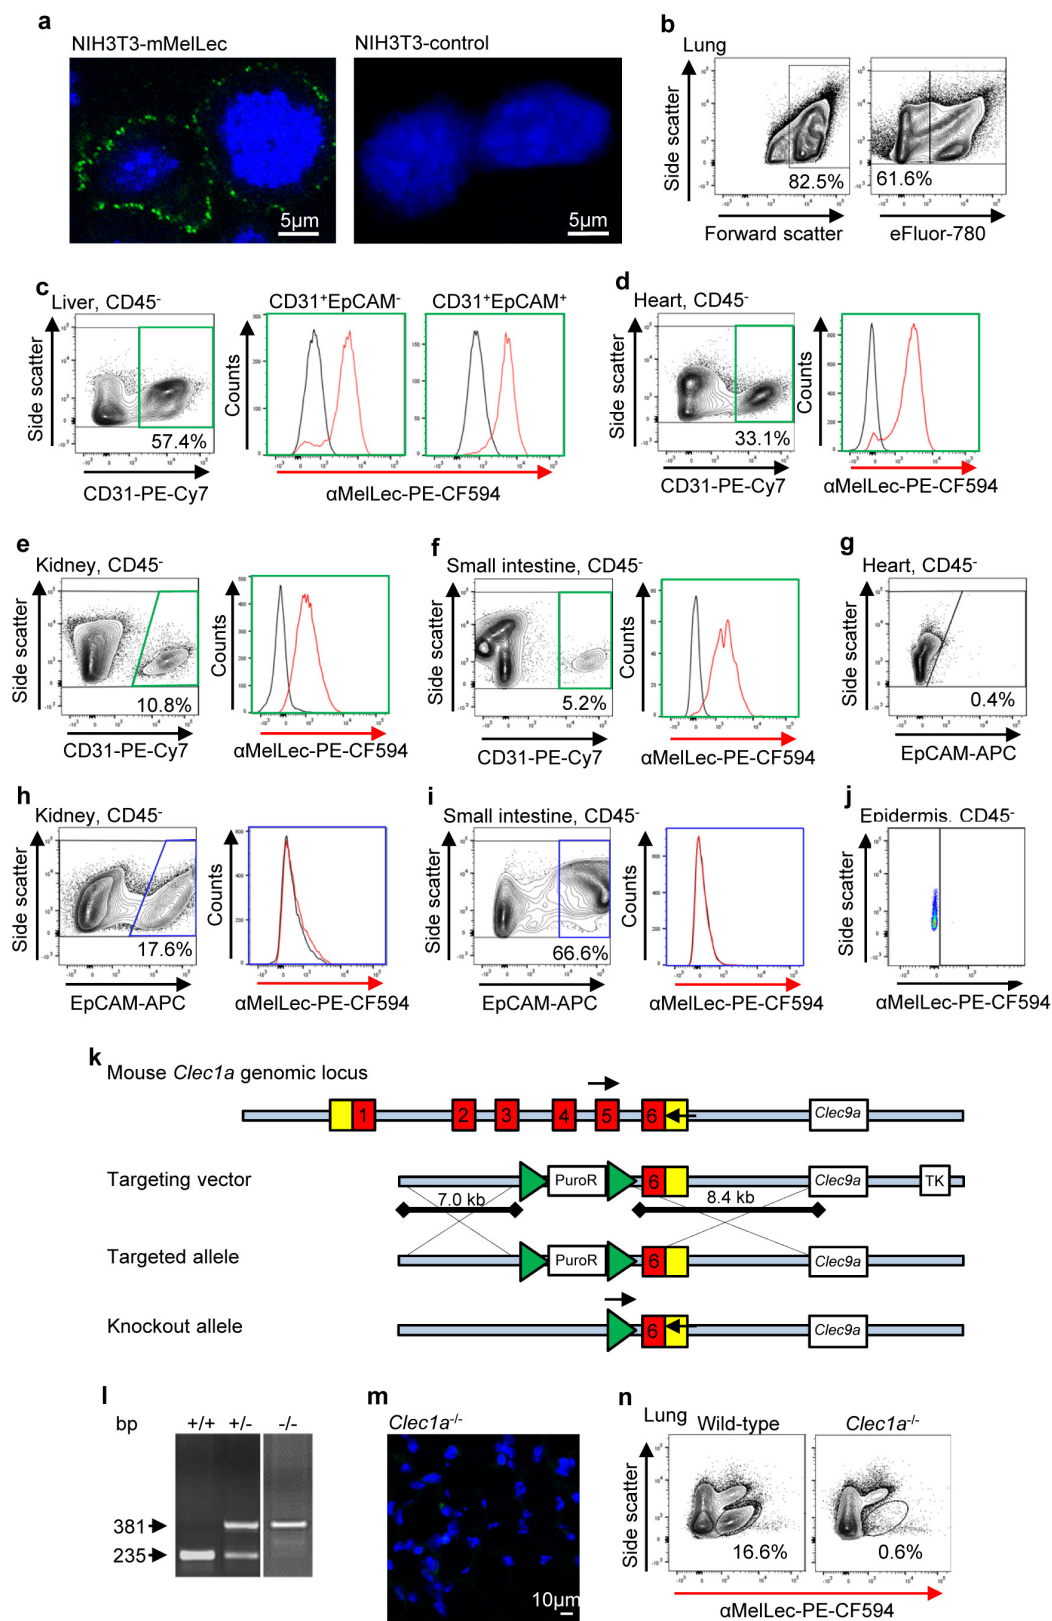 a
NIH3T3-mMelLec
NIH3T3-control
5µm
5µm
b
Lung
Side scatter
82.5%
61.6%
Forward scatter
eFluor-780
c
Liver, CD45-
CD31+EpCAM-
CD31+EpCAM+
Side scatter
57.4%
CD31-PE-Cy7
Counts
αMelLec-PE-CF594
d
Heart, CD45-
Side scatter
33.1%
CD31-PE-Cy7
Counts
αMelLec-PE-CF594
e
Kidney, CD45-
Side scatter
10.8%
CD31-PE-Cy7
Counts
αMelLec-PE-CF594
f
Small intestine, CD45-
Side scatter
5.2%
CD31-PE-Cy7
Counts
αMelLec-PE-CF594
g
Heart, CD45-
Side scatter
0.4%
EpCAM-APC
h
Kidney, CD45-
Side scatter
17.6%
EpCAM-APC
Counts
αMelLec-PE-CF594
i
Small intestine, CD45-
Side scatter
66.6%
EpCAM-APC
Counts
αMelLec-PE-CF594
j
Epidermis, CD45-
Side scatter
αMelLec-PE-CF594
k
Mouse Clec1a genomic locus
1 2 3 4 5 6 Clec9a
Targeting vector
PuroR 6 Clec9a TK
7.0 kb 8.4 kb
Targeted allele
PuroR 6 Clec9a
Knockout allele
6 Clec9a
l
bp +/+ +/- -/-
381
235
m
Clec1a-/-
10µm
n
Lung
Wild-type
Clec1a-/-
Side scatter
16.6%
0.6%
αMelLec-PE-CF594